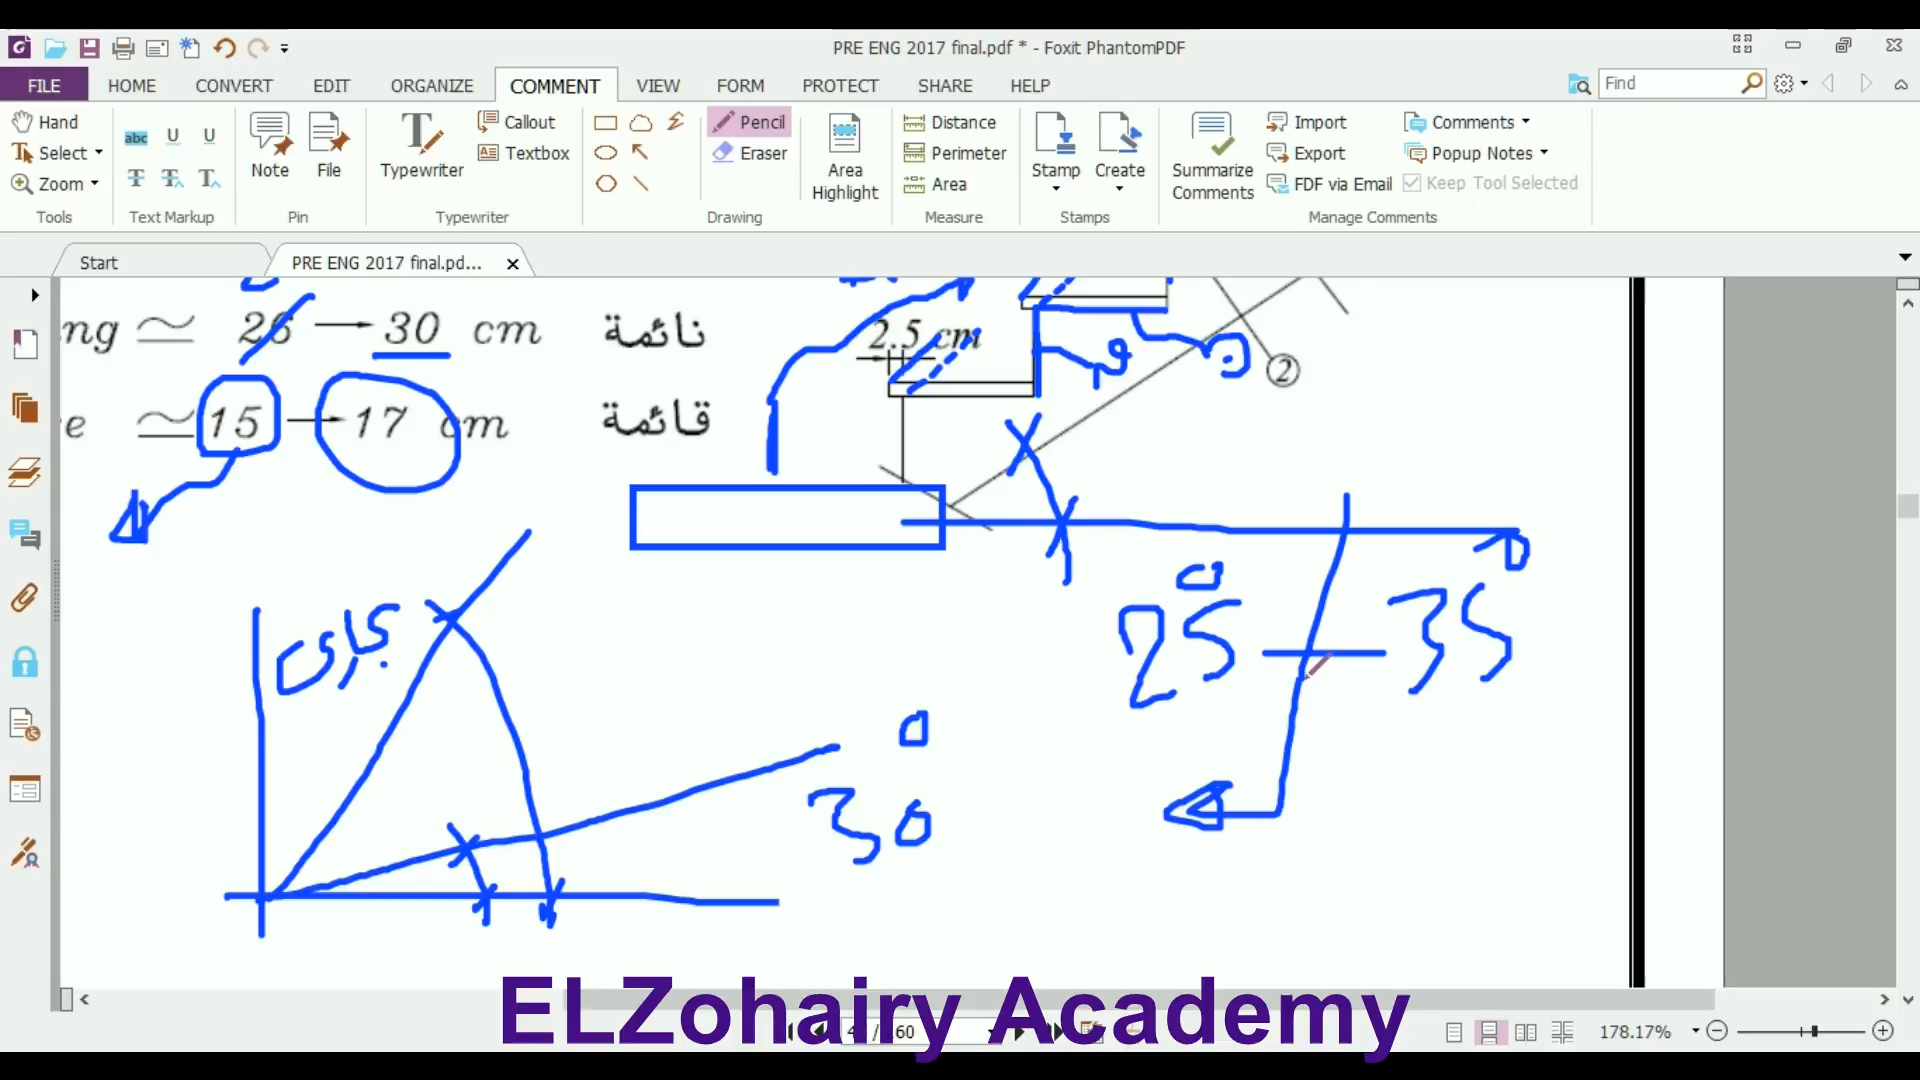 PRE ENG 2017 final.pdf * - Foxit PhantomPDF
FILE HOME CONVERT EDIT ORGANIZE COMMENT VIEW FORM PROTECT SHARE HELP Find
Hand abc U U Callout Pencil Distance Import Comments
Select Textbox Eraser Perimeter Export Popup Notes
Zoom Note File Typewriter Area Highlight Area Stamp Create Summarize Comments FDF via Email Keep Tool Selected
Tools Text Markup Pin Typewriter Drawing Measure Stamps Manage Comments
Start PRE ENG 2017 final.pd...
ng ≃ 26 → 30 cm نائمة
2.5 cm
ق
ن
2
e ≃ 15 → 17 cm قائمة
25 35
30
ELZohairy Academy
/ 60
178.17%